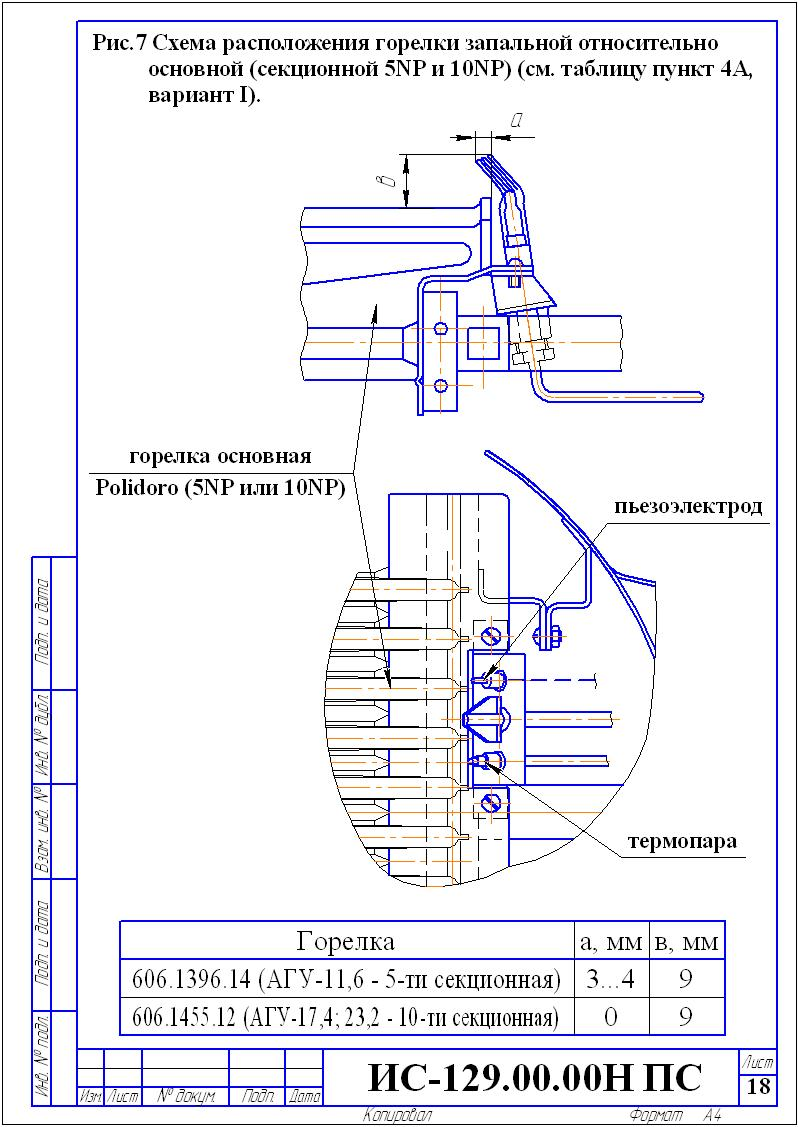 Рис.7 Схема расположения горелки запальной относительно
основной (секционной 5NP и 10NP) (см. таблицу пункт 4А,
вариант I).
а
в
горелка основная
Polidoro (5NP или 10NP)
пьезоэлектрод
термопара
Горелка а, мм в, мм
606.1396.14 (АГУ-11,6 - 5-ти секционная) 3...4 9
606.1455.12 (АГУ-17,4; 23,2 - 10-ти секционная) 0 9
Подп. и дата
Инв. № дубл.
Взам. инв. №
Подп. и дата
Инв. № подл.
Изм. Лист № докум. Подп. Дата
ИС-129.00.00Н ПС
Лист
18
Копировал Формат А4